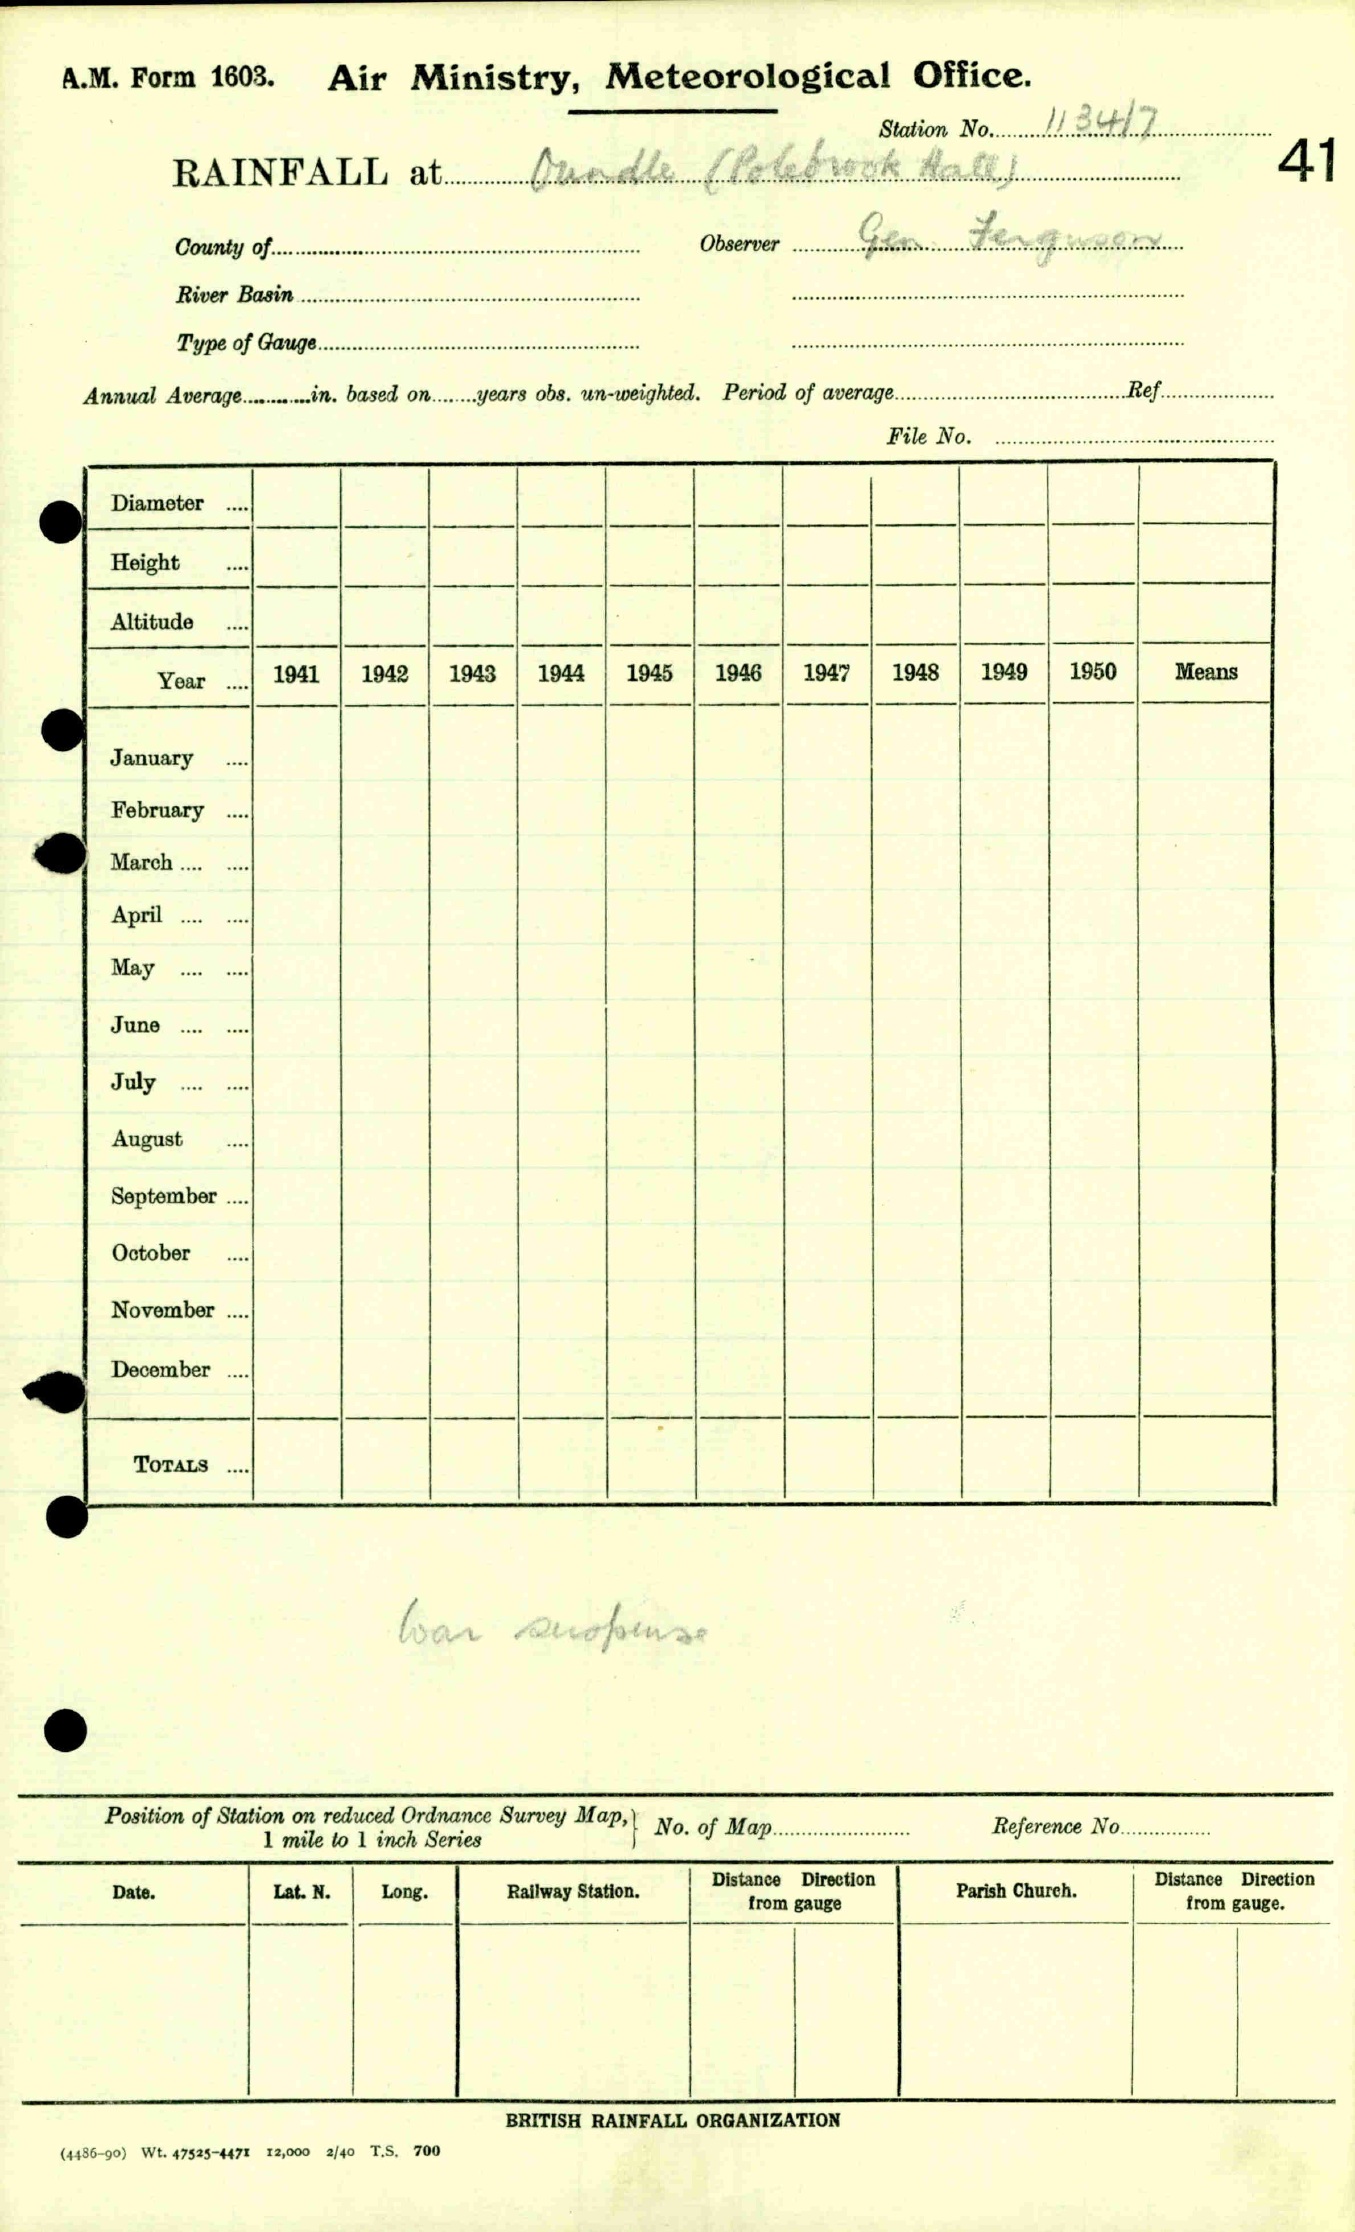 A.M. Form 1603. Air Ministry, Meteorological Office.
Station No. 1134/7
41
RAINFALL at Oundle (Polebrook Hall)
County of Observer Gen. Ferguson
River Basin
Type of Gauge
Annual Average in. based on years obs. un-weighted. Period of average Ref
File No.
Diameter
Height
Altitude
Year 1941 1942 1943 1944 1945 1946 1947 1948 1949 1950 Means
January
February
March
April
May
June
July
August
September
October
November
December
TOTALS
War suspense
Position of Station on reduced Ordnance Survey Map, } No. of Map Reference No
1 mile to 1 inch Series
Date. Lat. N. Long. Railway Station. Distance Direction from gauge Parish Church. Distance Direction from gauge.
BRITISH RAINFALL ORGANIZATION
(4486-90) Wt. 47525-4471 12,000 2/40 T.S. 700